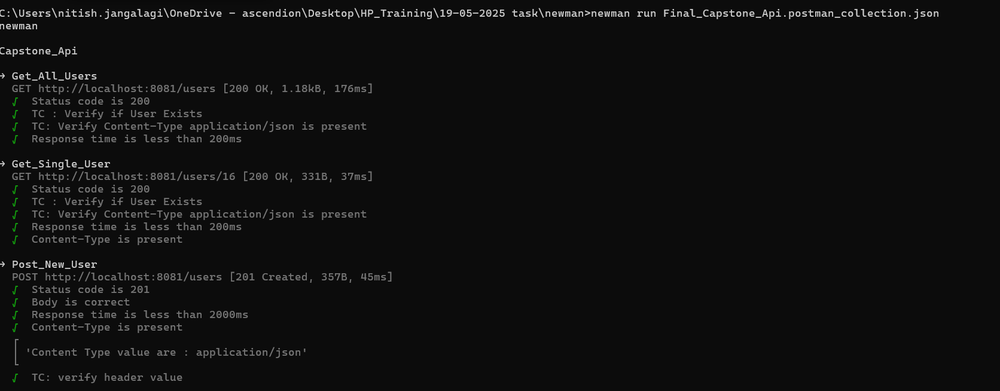 C:\Users\nitish.jangalagi\OneDrive - ascendion\Desktop\HP_Training\19-05-2025 task\newman>newman run Final_Capstone_Api.postman_collection.json
newman
Capstone_Api
→ Get_All_Users
GET http://localhost:8081/users [200 OK, 1.18kB, 176ms]
√ Status code is 200
√ TC : Verify if User Exists
√ TC: Verify Content-Type application/json is present
√ Response time is less than 200ms
→ Get_Single_User
GET http://localhost:8081/users/16 [200 OK, 331B, 37ms]
√ Status code is 200
√ TC : Verify if User Exists
√ TC: Verify Content-Type application/json is present
√ Response time is less than 200ms
√ Content-Type is present
→ Post_New_User
POST http://localhost:8081/users [201 Created, 357B, 45ms]
√ Status code is 201
√ Body is correct
√ Response time is less than 2000ms
√ Content-Type is present
'Content Type value are : application/json'
√ TC: verify header value